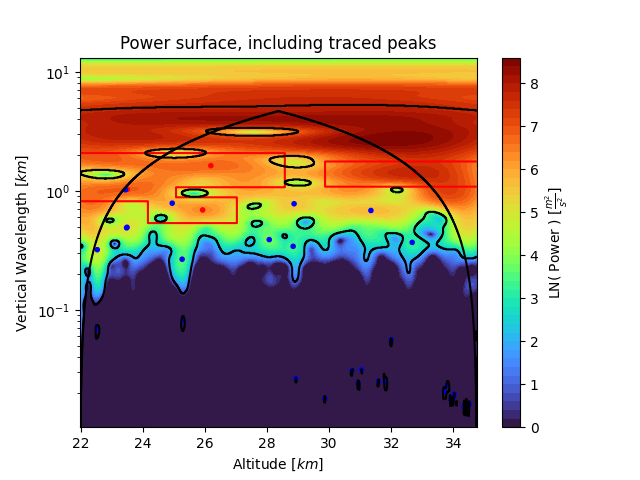 Power surface, including traced peaks
10¹
10⁰
10⁻¹
Vertical Wavelength [km]
22 24 26 28 30 32 34
Altitude [km]
8
7
6
5
4
3
2
1
0
LN( Power ) [m²/s²]